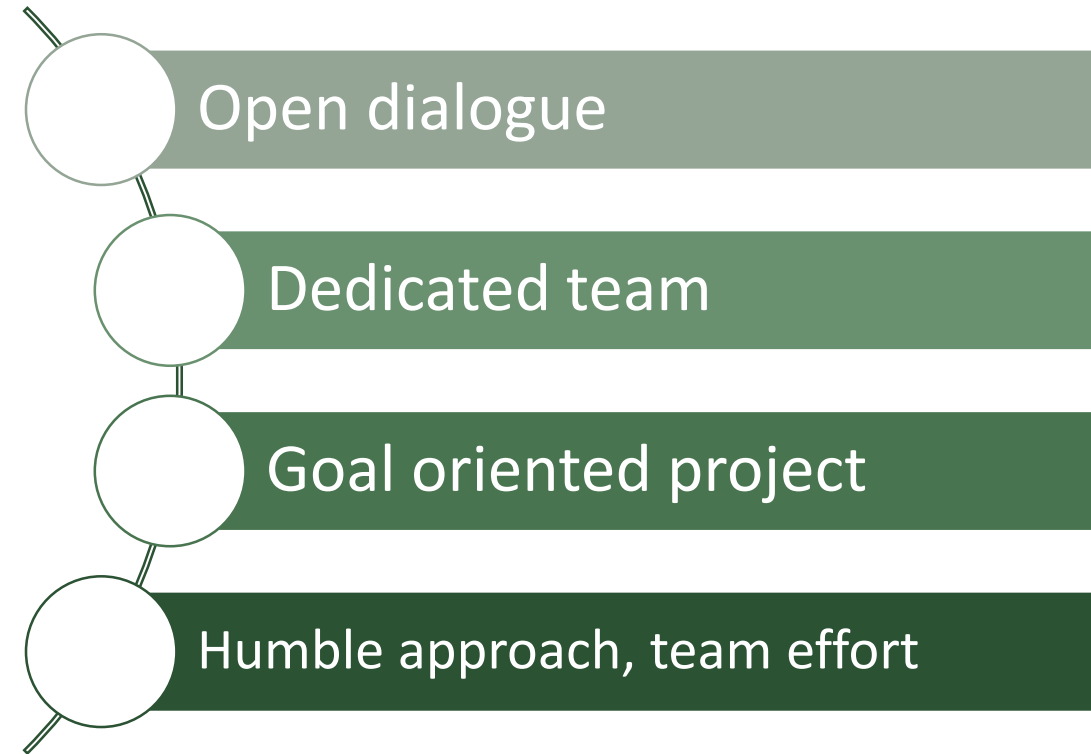 Open dialogue
Dedicated team
Goal oriented project
Humble approach, team effort